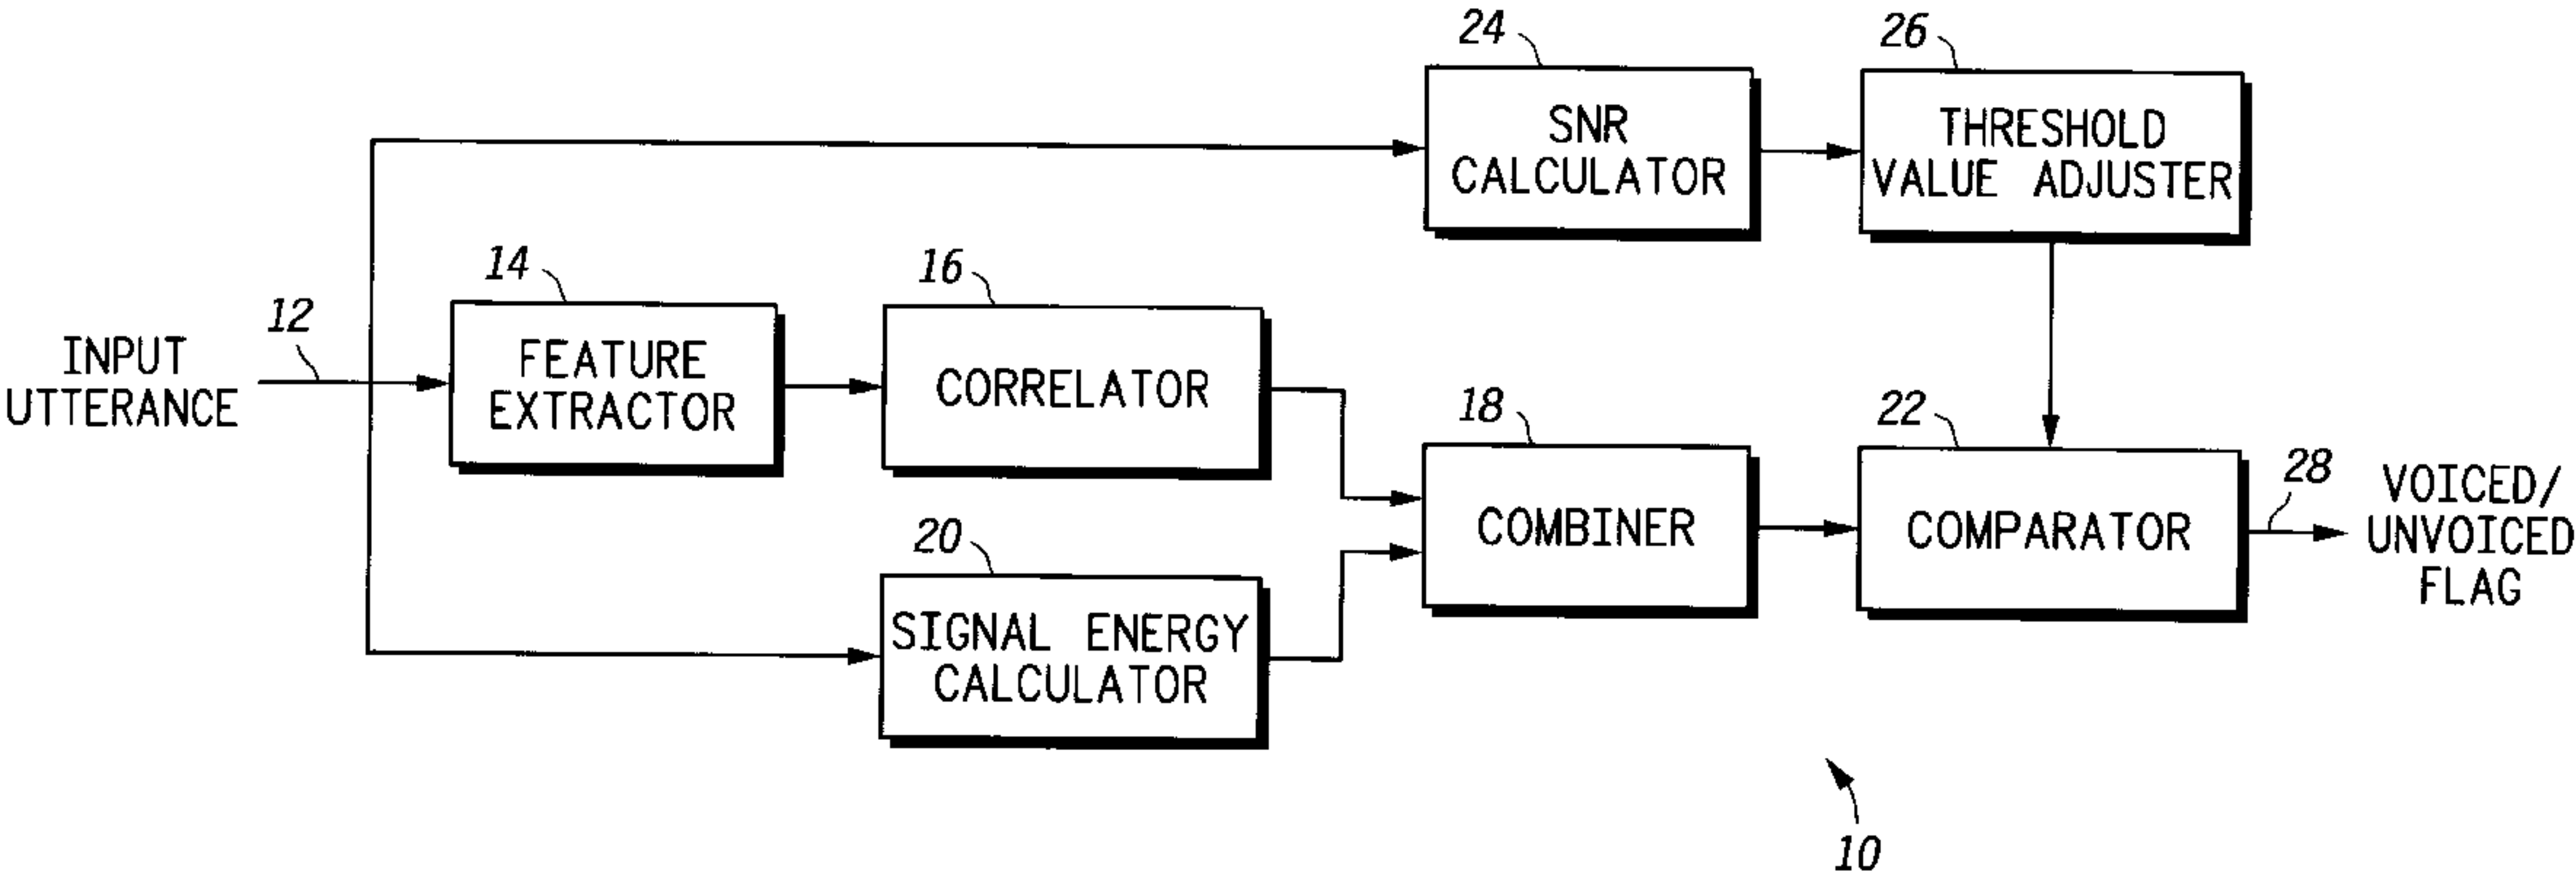 24
26
SNR
CALCULATOR
THRESHOLD
VALUE ADJUSTER
14
16
12
INPUT
UTTERANCE
FEATURE
EXTRACTOR
CORRELATOR
18
22
28
COMBINER
COMPARATOR
VOICED/
UNVOICED
FLAG
20
SIGNAL ENERGY
CALCULATOR
10